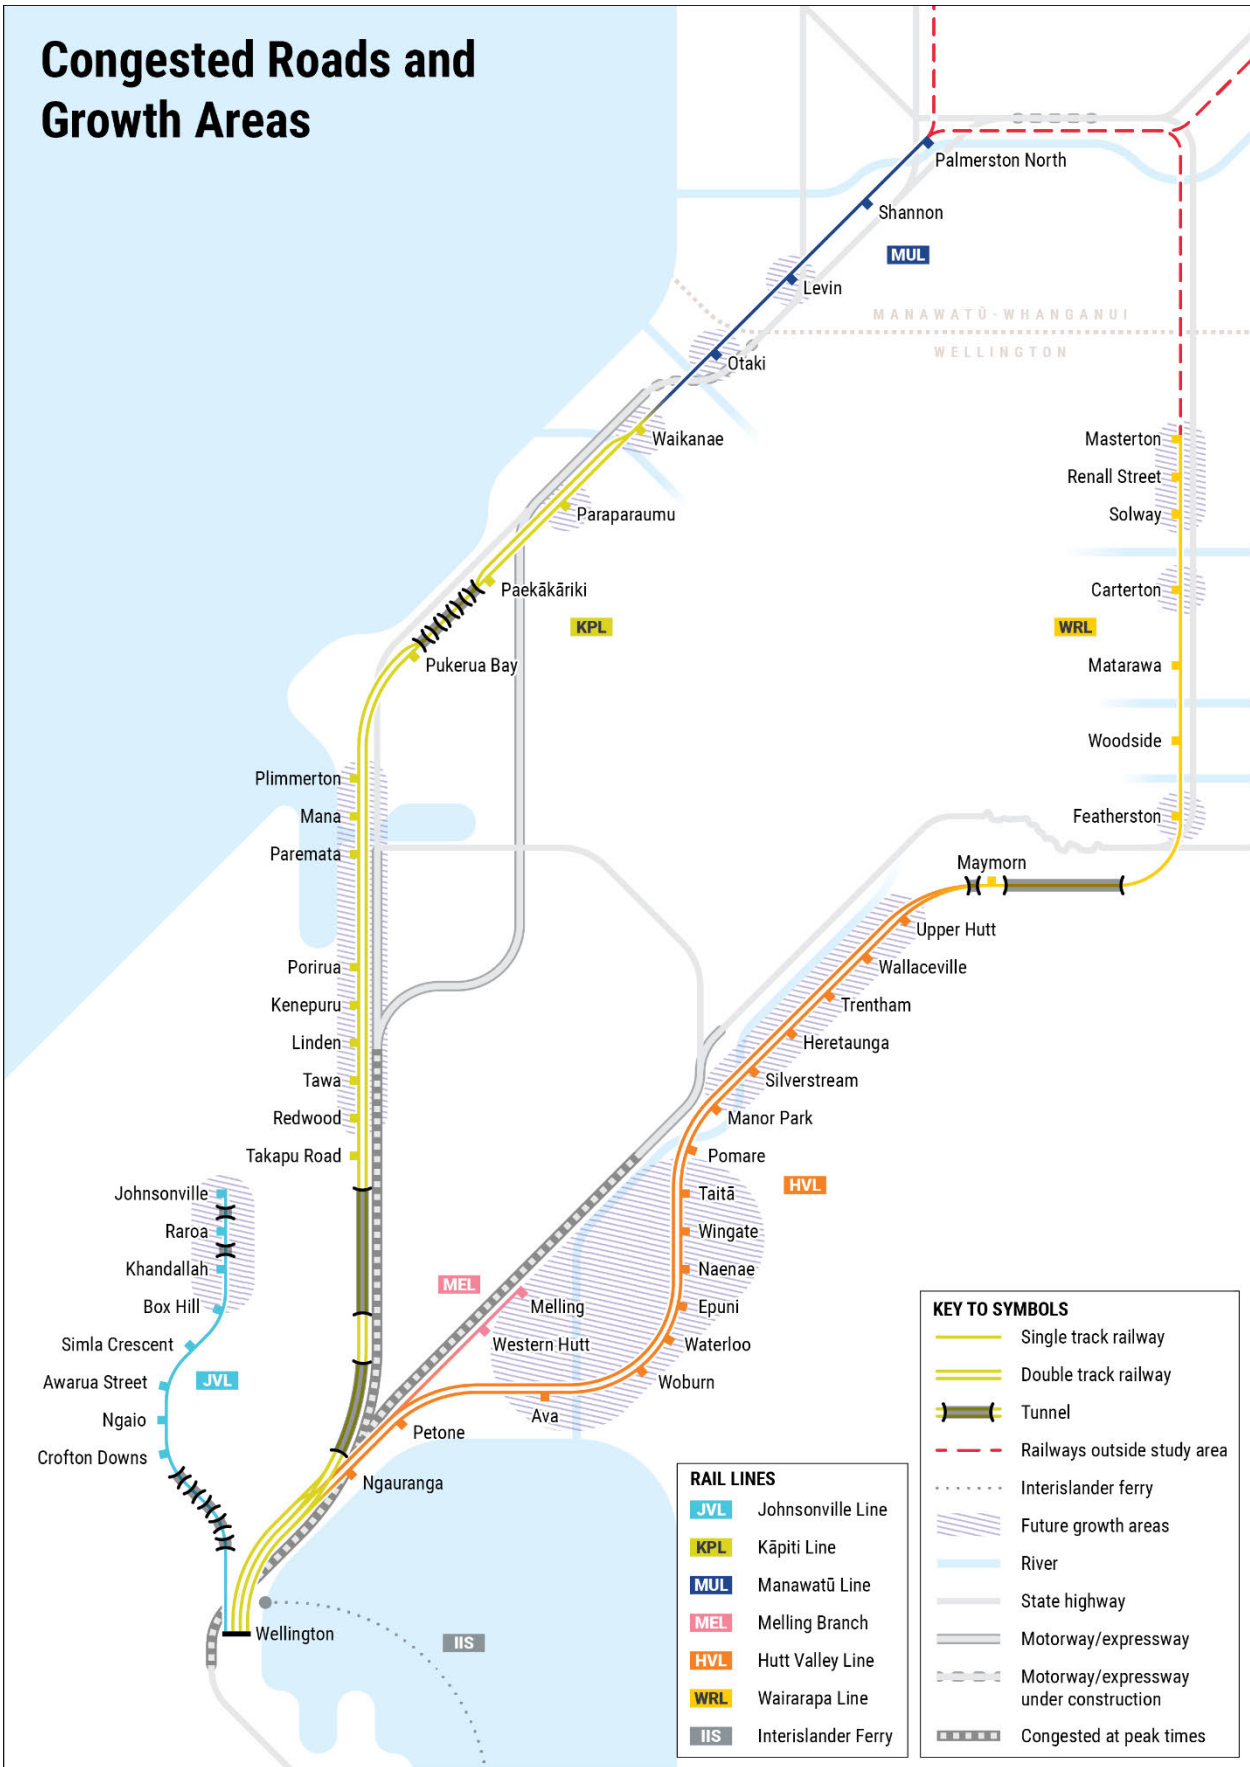 Congested Roads and
Growth Areas
Palmerston North
Shannon
MUL
Levin
MANAWATŪ-WHANGANUI
WELLINGTON
Otaki
Waikanae
Masterton
Renall Street
Paraparaumu
Solway
Paekākāriki
Carterton
KPL
WRL
Pukerua Bay
Matarawa
Woodside
Plimmerton
Mana
Featherston
Paremata
Maymorn
Upper Hutt
Porirua
Wallaceville
Kenepuru
Trentham
Linden
Heretaunga
Tawa
Silverstream
Redwood
Manor Park
Takapu Road
Pomare
HVL
Johnsonville
Taitā
Raroa
Wingate
Khandallah
Naenae
MEL
Box Hill
Melling
Epuni
Simla Crescent
Western Hutt
Waterloo
Awarua Street
JVL
Woburn
Ngaio
Ava
Petone
Crofton Downs
Ngauranga
Wellington
IIS
RAIL LINES
JVL Johnsonville Line
KPL Kāpiti Line
MUL Manawatū Line
MEL Melling Branch
HVL Hutt Valley Line
WRL Wairarapa Line
IIS Interislander Ferry
KEY TO SYMBOLS
Single track railway
Double track railway
Tunnel
Railways outside study area
Interislander ferry
Future growth areas
River
State highway
Motorway/expressway
Motorway/expressway
under construction
Congested at peak times